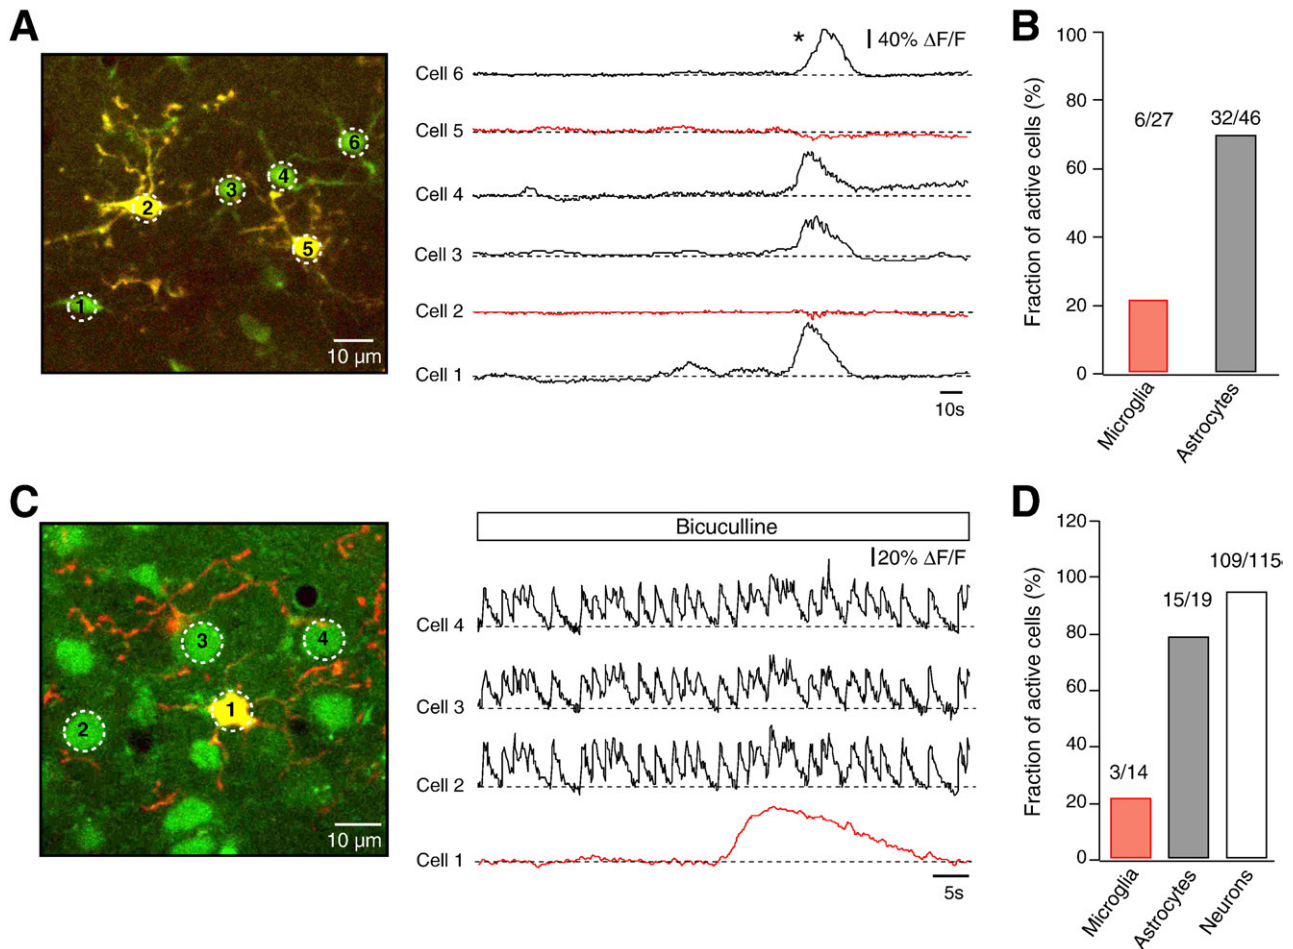 A
6
4
3
2
5
1
10 µm
* 40% ΔF/F
Cell 6
Cell 5
Cell 4
Cell 3
Cell 2
Cell 1
10s
B
Fraction of active cells (%)
100
80
60
40
20
0
6/27
32/46
Microglia
Astrocytes
C
3
4
1
2
10 µm
Bicuculline
20% ΔF/F
Cell 4
Cell 3
Cell 2
Cell 1
5s
D
Fraction of active cells (%)
120
100
80
60
40
20
0
3/14
15/19
109/115
Microglia
Astrocytes
Neurons